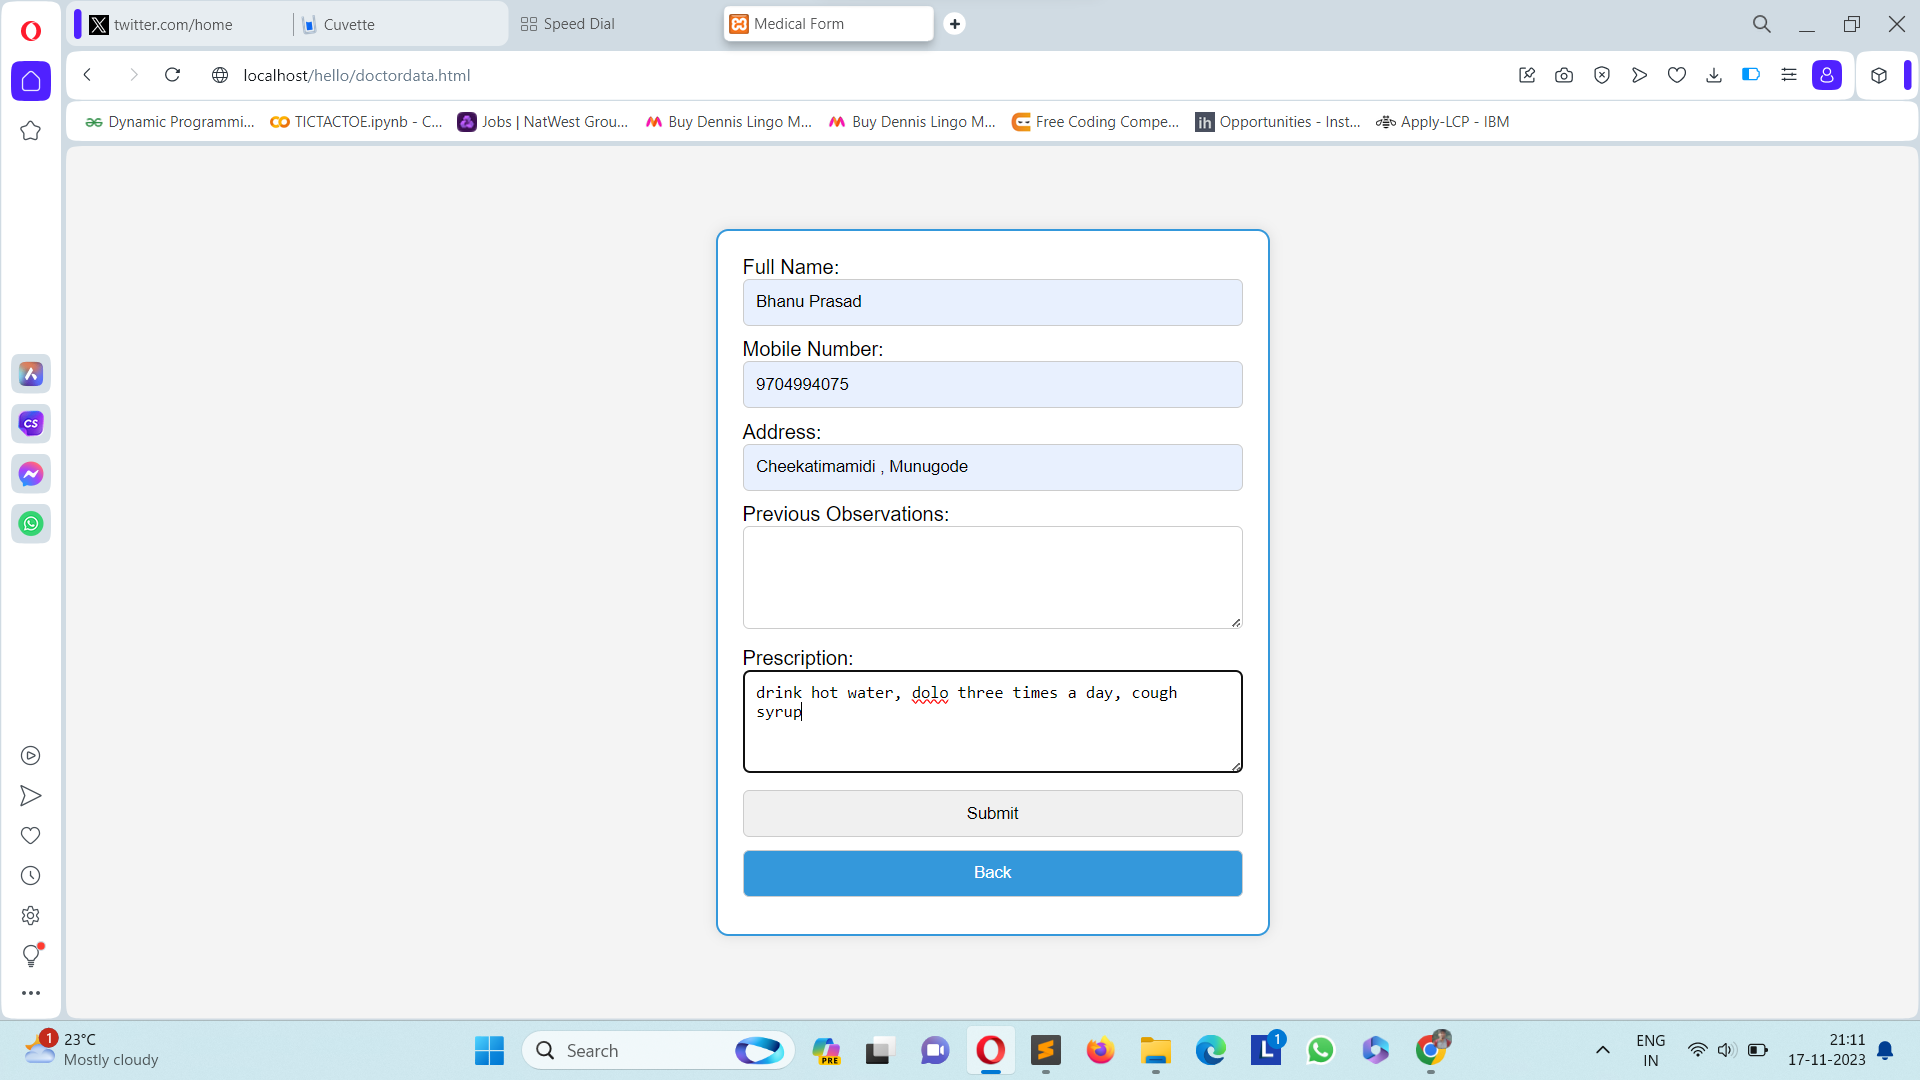 twitter.com/home
Cuvette
Speed Dial
Medical Form
localhost/hello/doctordata.html
Dynamic Programmi...
TICTACTOE.ipynb - C...
Jobs | NatWest Grou...
Buy Dennis Lingo M...
Buy Dennis Lingo M...
Free Coding Compe...
ih
Opportunities - Inst...
Apply-LCP - IBM
CS
Full Name:
Bhanu Prasad
Mobile Number:
9704994075
Address:
Cheekatimamidi , Munugode
Previous Observations:
Prescription:
drink hot water, dolo three times a day, cough
syrup
Submit
Back
1
23°C
Mostly cloudy
Search
PRE
L
1
ENG
IN
21:11
17-11-2023